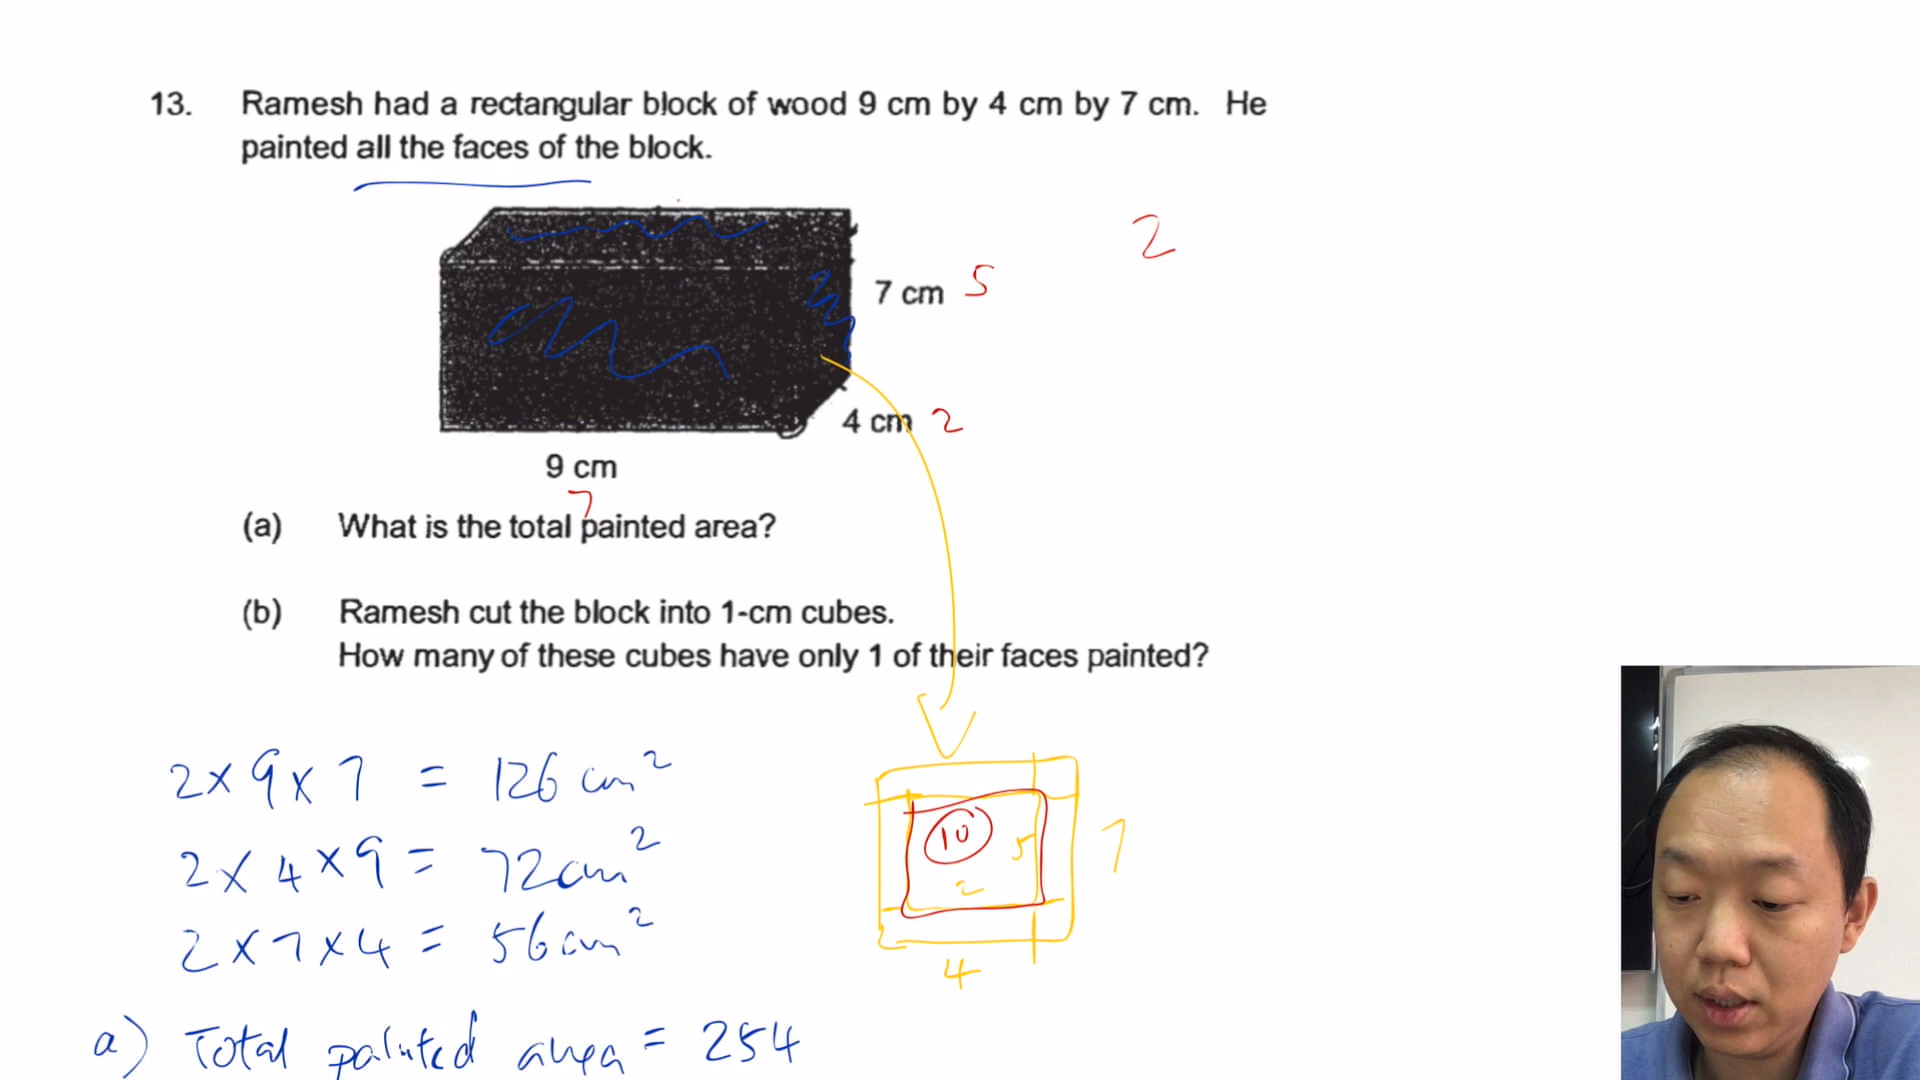 13. Ramesh had a rectangular block of wood 9 cm by 4 cm by 7 cm. He
painted all the faces of the block.
2
7 cm 5
4 cm 2
9 cm
7
(a) What is the total painted area?
(b) Ramesh cut the block into 1-cm cubes.
How many of these cubes have only 1 of their faces painted?
2 x 9 x 7 = 126 cm²
2 x 4 x 9 = 72cm²
2 x 7 x 4 = 56cm²
10
5
2
7
4
a) Total painted area = 254